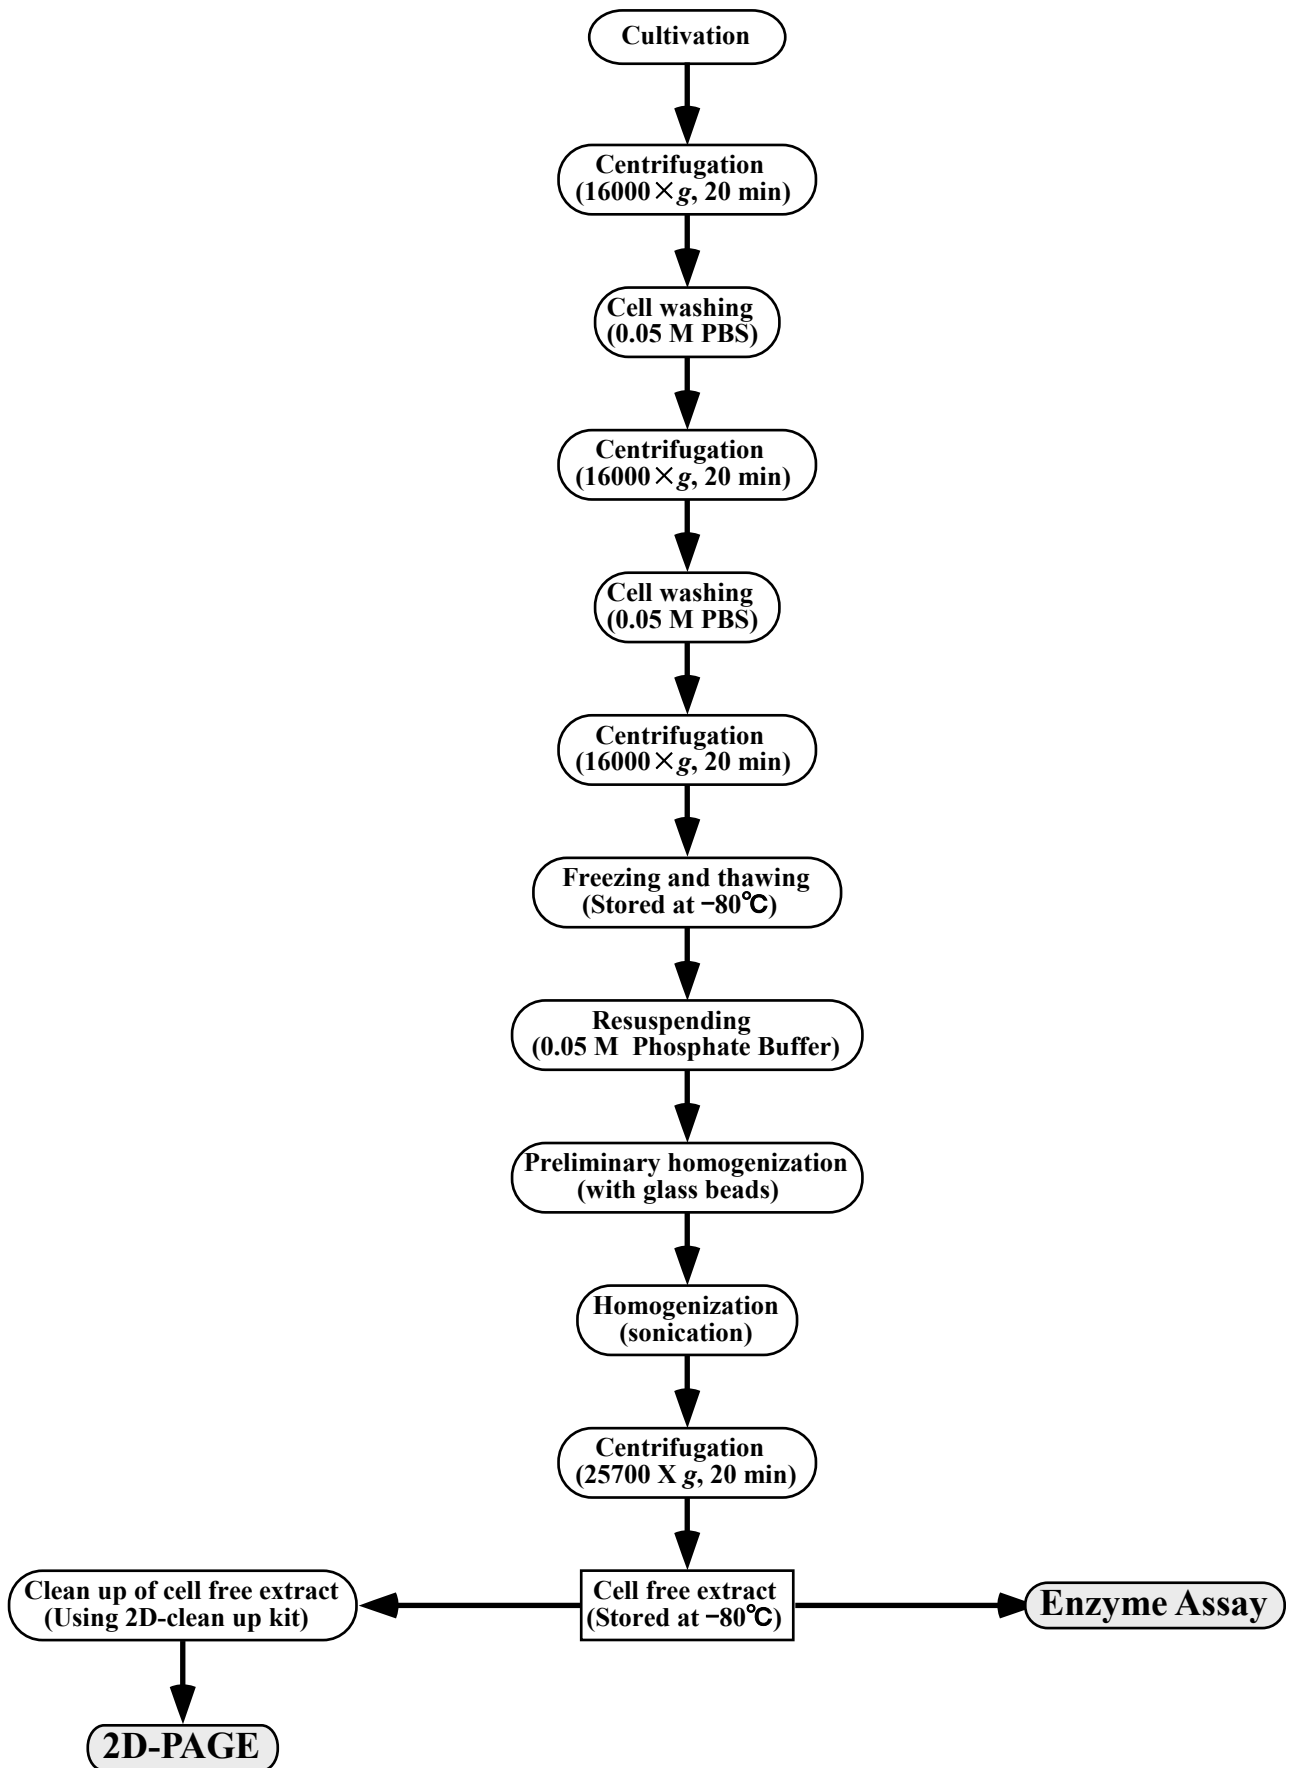 Cultivation
Centrifugation
(16000×g, 20 min)
Cell washing
(0.05 M PBS)
Centrifugation
(16000×g, 20 min)
Cell washing
(0.05 M PBS)
Centrifugation
(16000×g, 20 min)
Freezing and thawing
(Stored at −80℃)
Resuspending
(0.05 M  Phosphate Buffer)
Preliminary homogenization
(with glass beads)
Homogenization
(sonication)
Centrifugation
(25700 X g, 20 min)
Clean up of cell free extract
(Using 2D-clean up kit)
Cell free extract
(Stored at −80℃)
Enzyme Assay
2D-PAGE